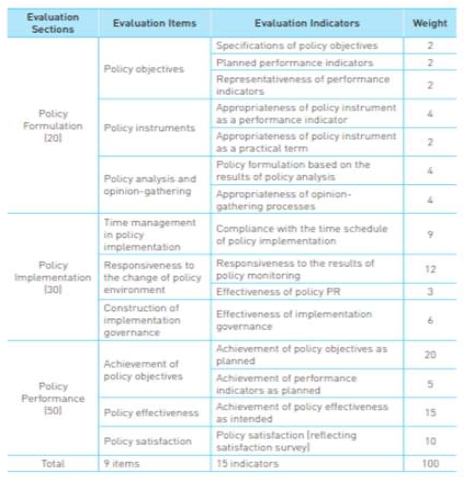 Evaluation Sections Evaluation Items Evaluation Indicators Weight
Policy Formulation [20]
Policy objectives
Specifications of policy objectives 2
Planned performance indicators 2
Representativeness of performance
indicators 2
Policy instruments
Appropriateness of policy instrument
as a performance indicator 4
Appropriateness of policy instrument
as a practical term 2
Policy analysis and
opinion-gathering
Policy formulation based on the
results of policy analysis 4
Appropriateness of opinion-
gathering processes 4
Policy
Implementation
[30]
Time management
in policy
implementation
Compliance with the time schedule
of policy implementation 9
Responsiveness to
the change of policy
environment
Responsiveness to the results of
policy monitoring 12
Effectiveness of policy PR 3
Construction of
implementation
governance
Effectiveness of implementation
governance 6
Policy
Performance
[50]
Achievement of
policy objectives
Achievement of policy objectives as
planned 20
Achievement of performance
indicators as planned 5
Policy effectiveness
Achievement of policy effectiveness
as intended 15
Policy satisfaction
Policy satisfaction [reflecting
satisfaction survey] 10
Total 9 items 15 indicators 100